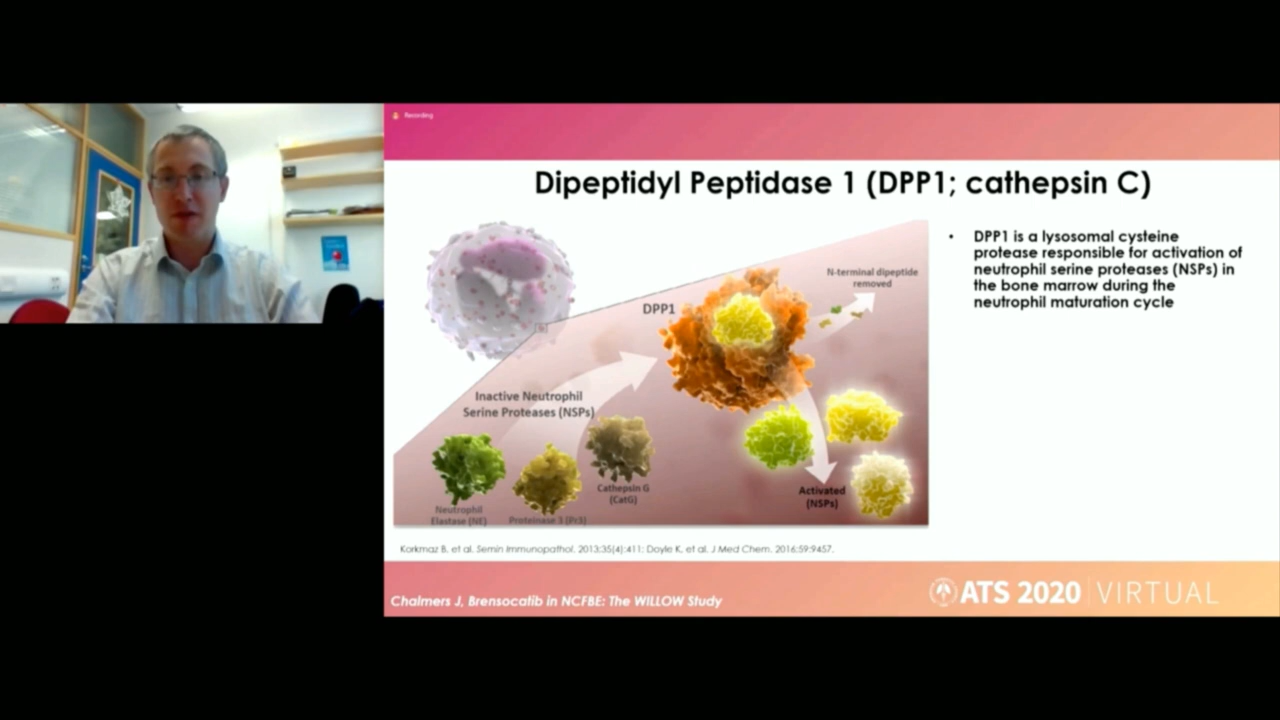 Recording
Dipeptidyl Peptidase 1 (DPP1; cathepsin C)
• DPP1 is a lysosomal cysteine
protease responsible for activation of
neutrophil serine proteases (NSPs) in
the bone marrow during the
neutrophil maturation cycle
N-terminal dipeptide
removed
DPP1
Inactive Neutrophil
Serine Proteases (NSPs)
Neutrophil
Elastase (NE)
Proteinase 3 (Pr3)
Cathepsin G
(CatG)
Activated
(NSPs)
Korkmaz B, et al. Semin Immunopathol. 2013;35(4):411; Doyle K, et al. J Med Chem. 2016;59:9457.
Chalmers J, Brensocatib in NCFBE: The WILLOW Study
ATS 2020 | VIRTUAL